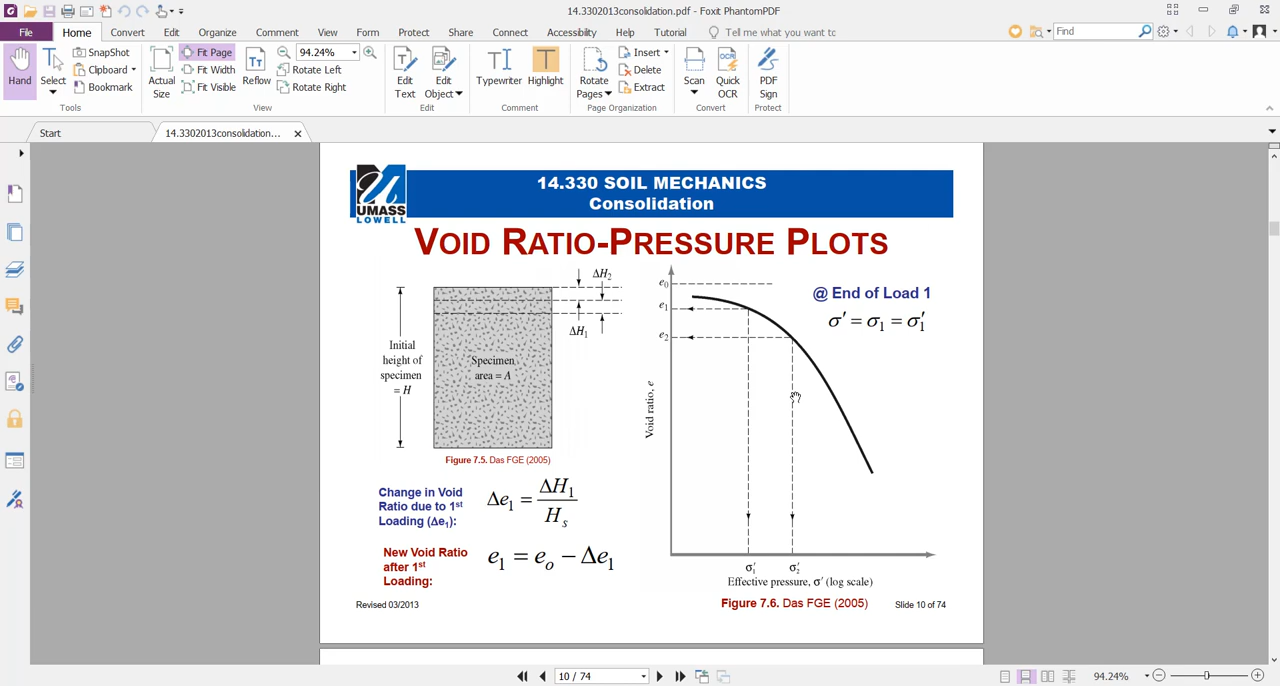 14.3302013consolidation.pdf - Foxit PhantomPDF
File Home Convert Edit Organize Comment View Form Protect Share Connect Accessibility Help Tutorial Tell me what you want to Find
Hand
Select
SnapShot
Clipboard
Bookmark
Tools
Actual Size
Fit Page
Fit Width
Fit Visible
Reflow
94.24%
Rotate Left
Rotate Right
View
Edit Text
Edit Object
Edit
Typewriter
Highlight
Comment
Rotate Pages
Insert
Delete
Extract
Page Organization
Scan
Quick OCR
Convert
PDF Sign
Protect
Start
14.3302013consolidation...
UMASS
LOWELL
14.330 SOIL MECHANICS
Consolidation
VOID RATIO-PRESSURE PLOTS
ΔH2
ΔH1
Initial
height of
specimen
= H
Specimen
area = A
Figure 7.5. Das FGE (2005)
Change in Void
Ratio due to 1st
Loading (Δe1):
Δe1 = ΔH1 / Hs
New Void Ratio
after 1st
Loading:
e1 = eo − Δe1
@ End of Load 1
σ′ = σ1 = σ1′
e0
e1
e2
Void ratio, e
σ1′ σ2′
Effective pressure, σ′ (log scale)
Figure 7.6. Das FGE (2005)
Revised 03/2013
Slide 10 of 74
10 / 74
94.24%